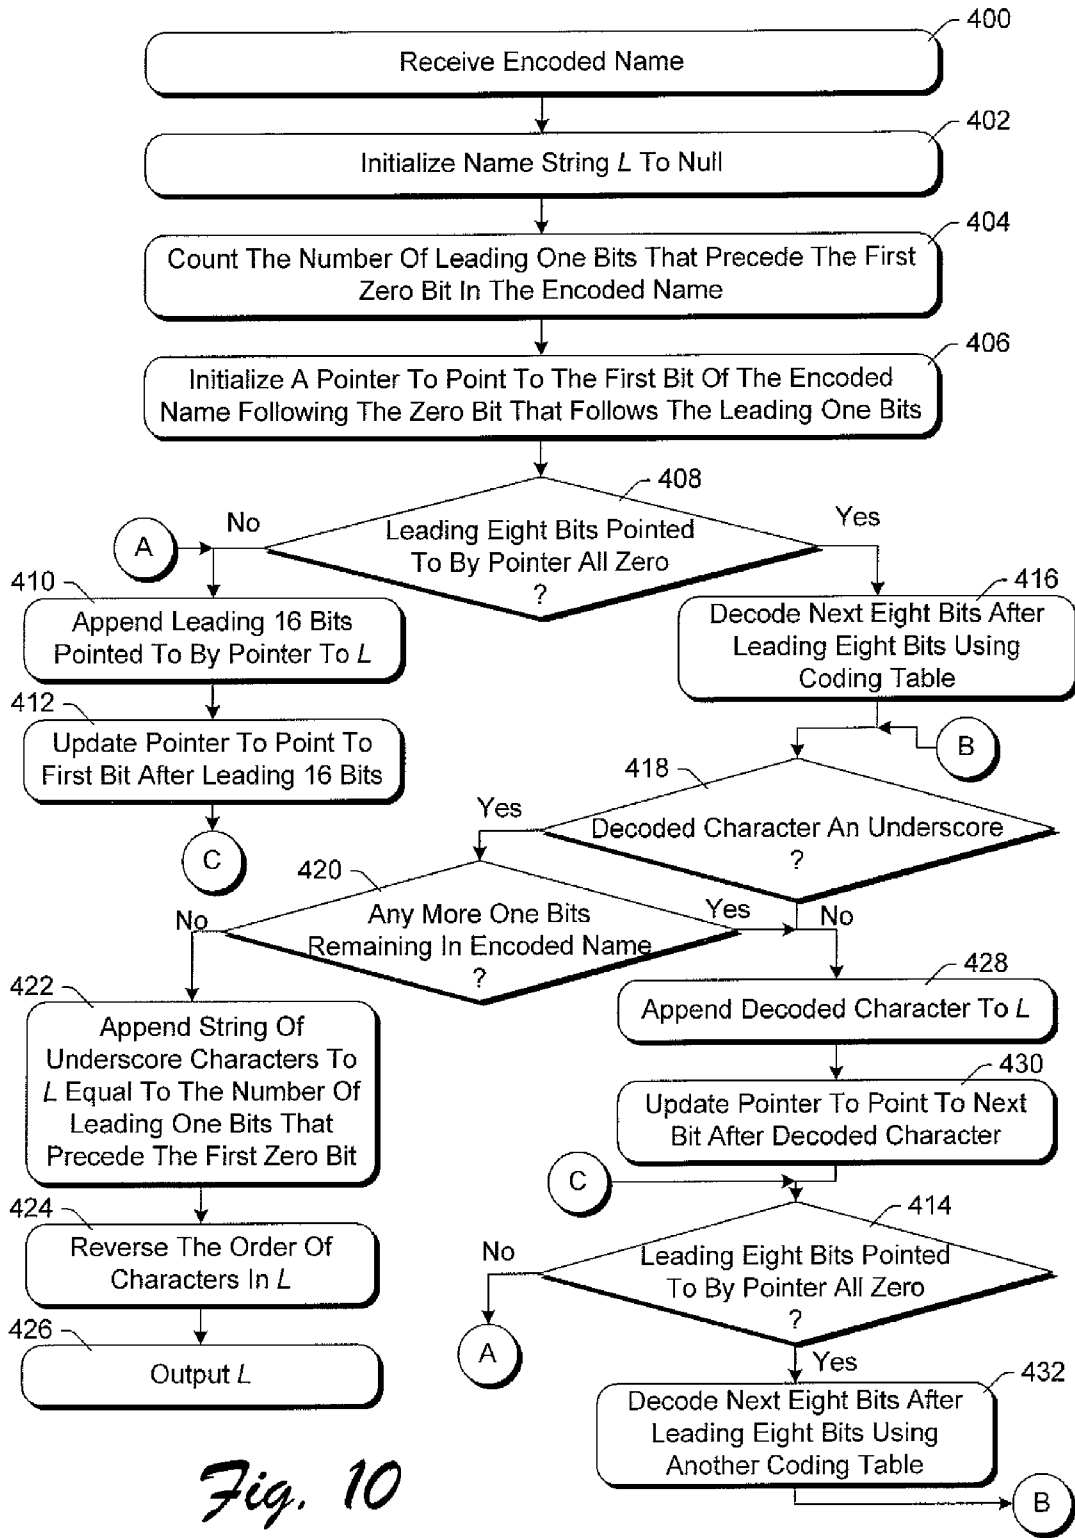 400
Receive Encoded Name
402
Initialize Name String L To Null
404
Count The Number Of Leading One Bits That Precede The First
Zero Bit In The Encoded Name
406
Initialize A Pointer To Point To The First Bit Of The Encoded
Name Following The Zero Bit That Follows The Leading One Bits
408
No
Yes
A
Leading Eight Bits Pointed
To By Pointer All Zero
?
410
Append Leading 16 Bits
Pointed To By Pointer To L
416
Decode Next Eight Bits After
Leading Eight Bits Using
Coding Table
412
Update Pointer To Point To
First Bit After Leading 16 Bits
B
C
418
Yes
Decoded Character An Underscore
?
420
No
Any More One Bits
Remaining In Encoded Name
?
Yes
No
422
Append String Of
Underscore Characters To
L Equal To The Number Of
Leading One Bits That
Precede The First Zero Bit
428
Append Decoded Character To L
430
Update Pointer To Point To Next
Bit After Decoded Character
C
424
Reverse The Order Of
Characters In L
414
No
Leading Eight Bits Pointed
To By Pointer All Zero
?
A
Yes
426
Output L
432
Decode Next Eight Bits After
Leading Eight Bits Using
Another Coding Table
B
Fig. 10